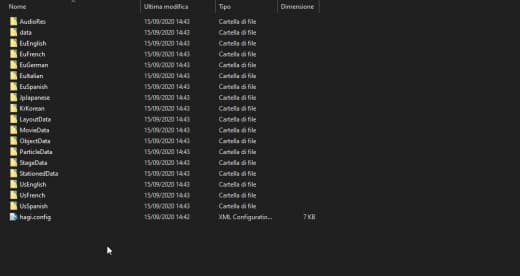 Nome Ultima modifica Tipo Dimensione
AudioRes 15/09/2020 14:43 Cartella di file
data 15/09/2020 14:43 Cartella di file
EuEnglish 15/09/2020 14:43 Cartella di file
EuFrench 15/09/2020 14:43 Cartella di file
EuGerman 15/09/2020 14:43 Cartella di file
EuItalian 15/09/2020 14:43 Cartella di file
EuSpanish 15/09/2020 14:43 Cartella di file
JpJapanese 15/09/2020 14:43 Cartella di file
KrKorean 15/09/2020 14:43 Cartella di file
LayoutData 15/09/2020 14:43 Cartella di file
MovieData 15/09/2020 14:43 Cartella di file
ObjectData 15/09/2020 14:43 Cartella di file
ParticleData 15/09/2020 14:43 Cartella di file
StageData 15/09/2020 14:43 Cartella di file
StationedData 15/09/2020 14:43 Cartella di file
UsEnglish 15/09/2020 14:43 Cartella di file
UsFrench 15/09/2020 14:43 Cartella di file
UsSpanish 15/09/2020 14:43 Cartella di file
hagi.config 15/09/2020 14:42 XML Configuratio... 7 KB